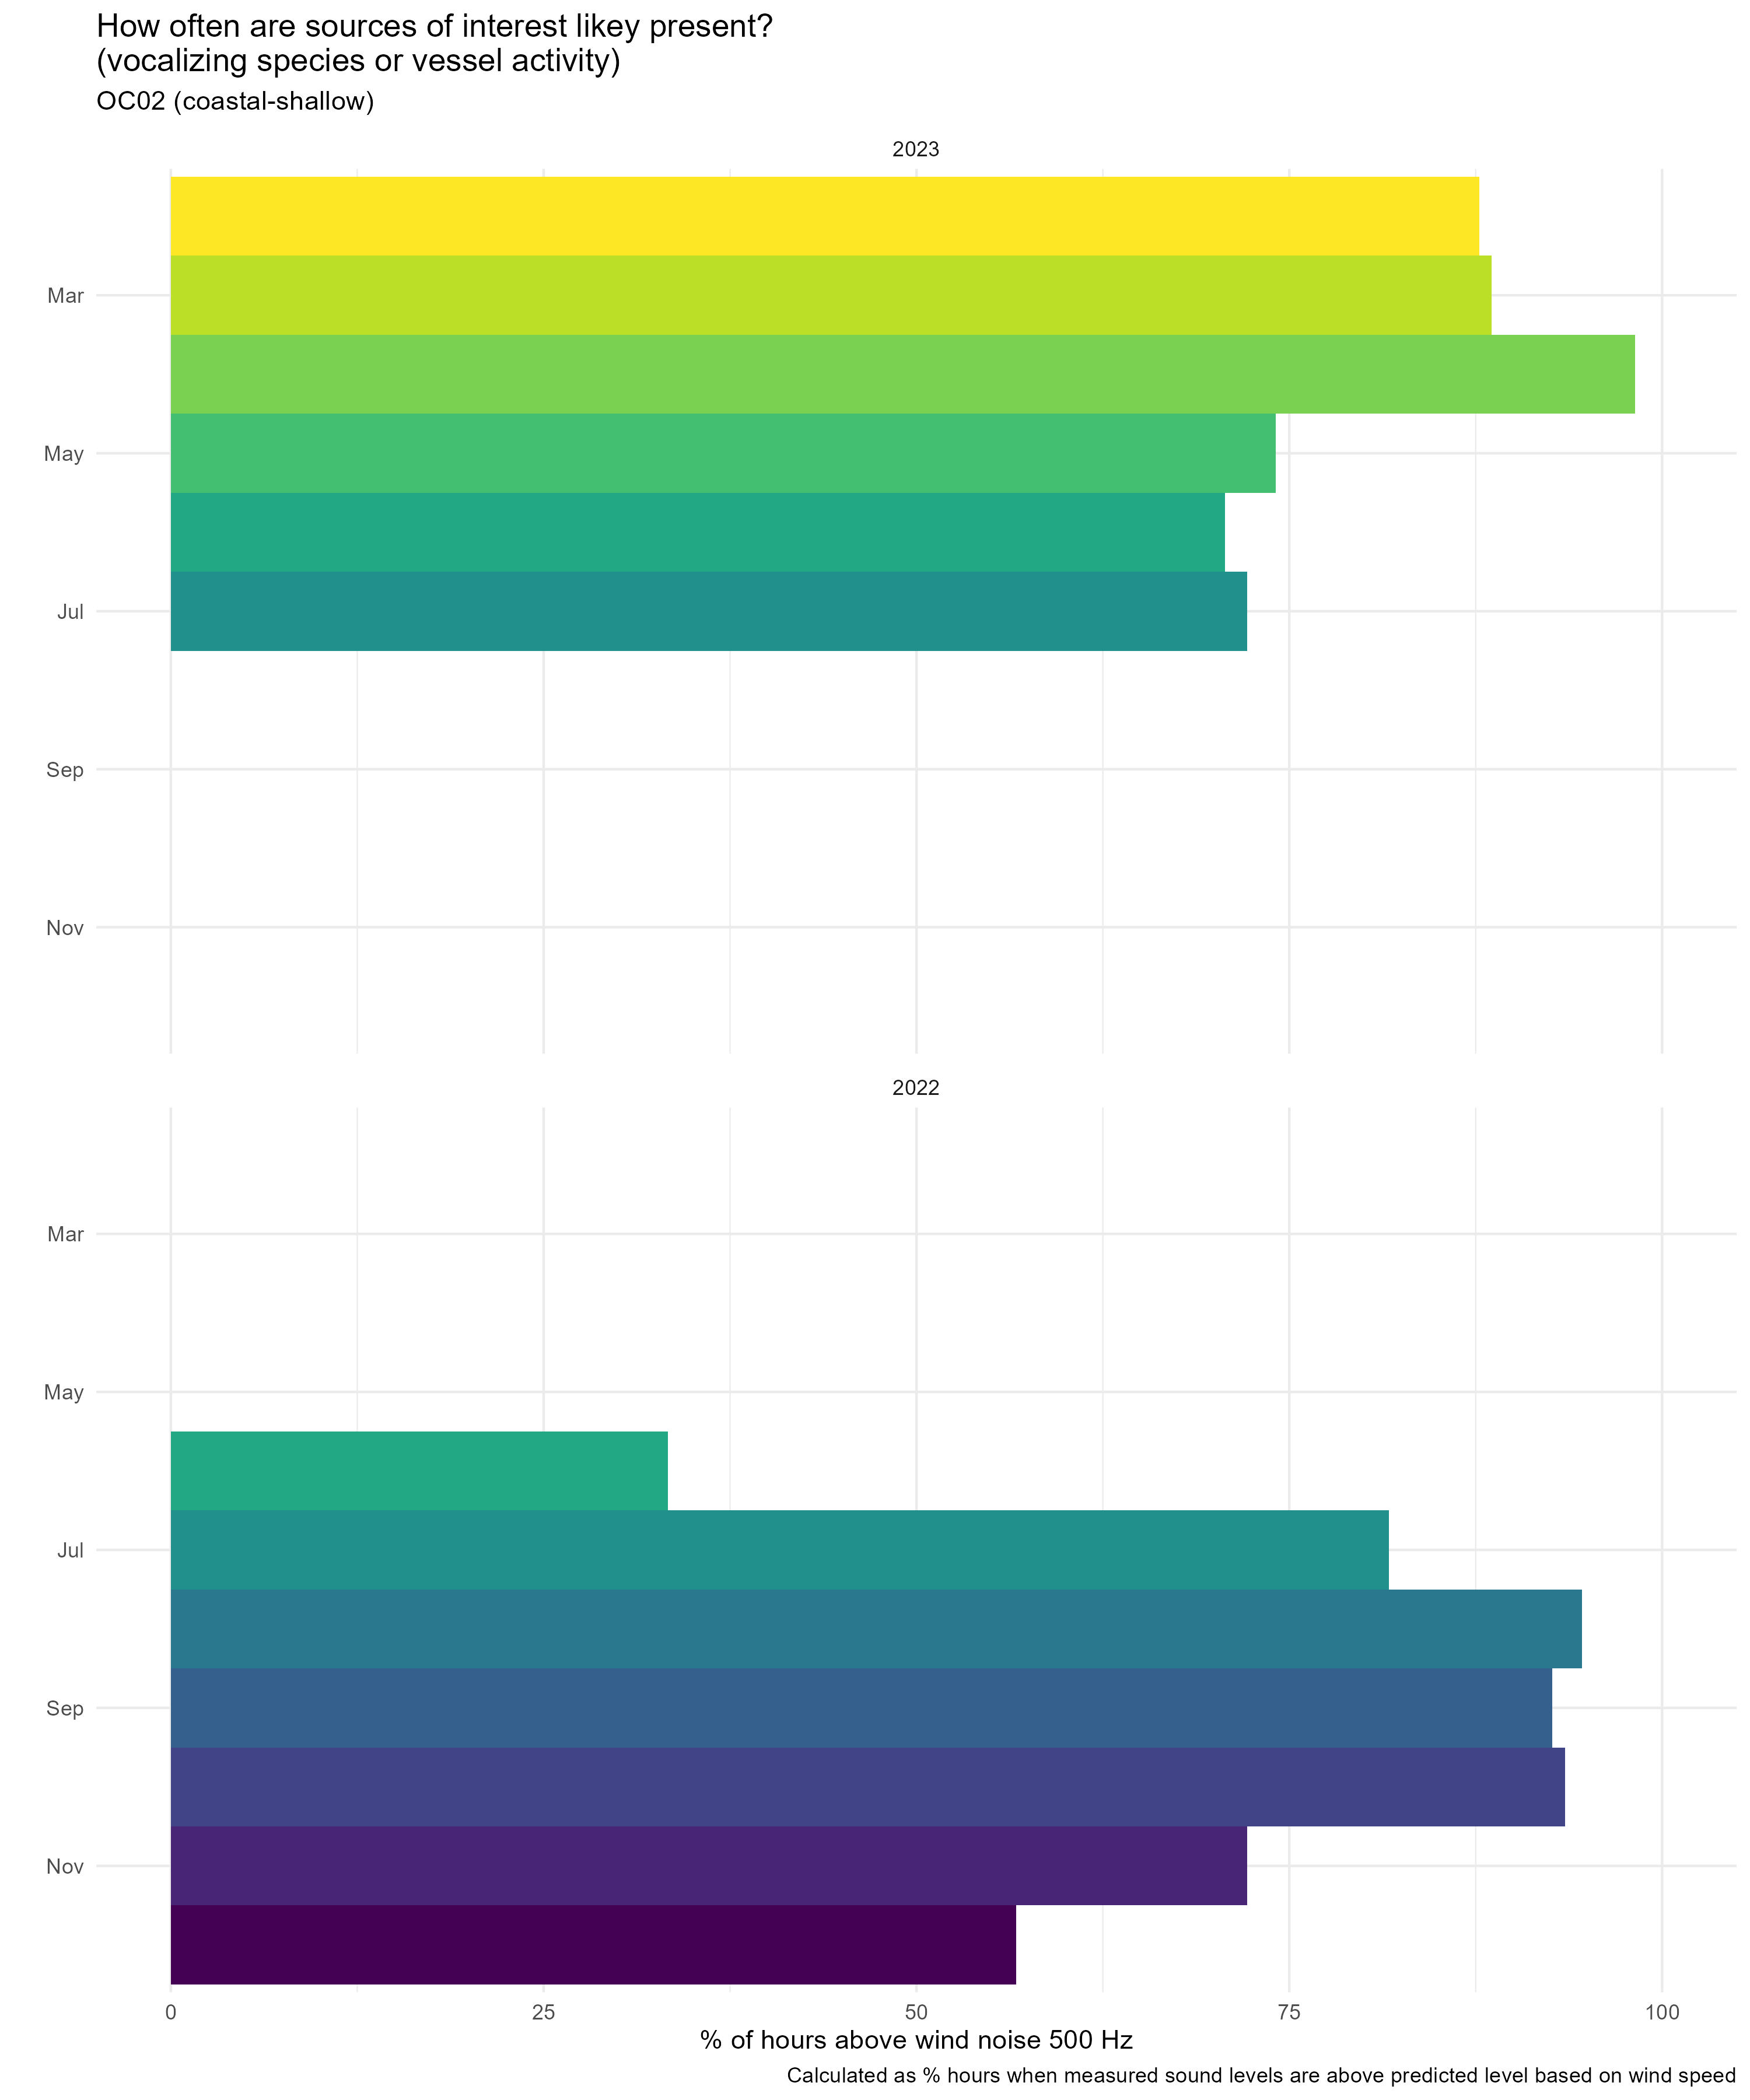 How often are sources of interest likey present?
(vocalizing species or vessel activity)
OC02 (coastal-shallow)
2023
Mar
May
Jul
Sep
Nov
2022
Mar
May
Jul
Sep
Nov
0 25 50 75 100
% of hours above wind noise 500 Hz
Calculated as % hours when measured sound levels are above predicted level based on wind speed